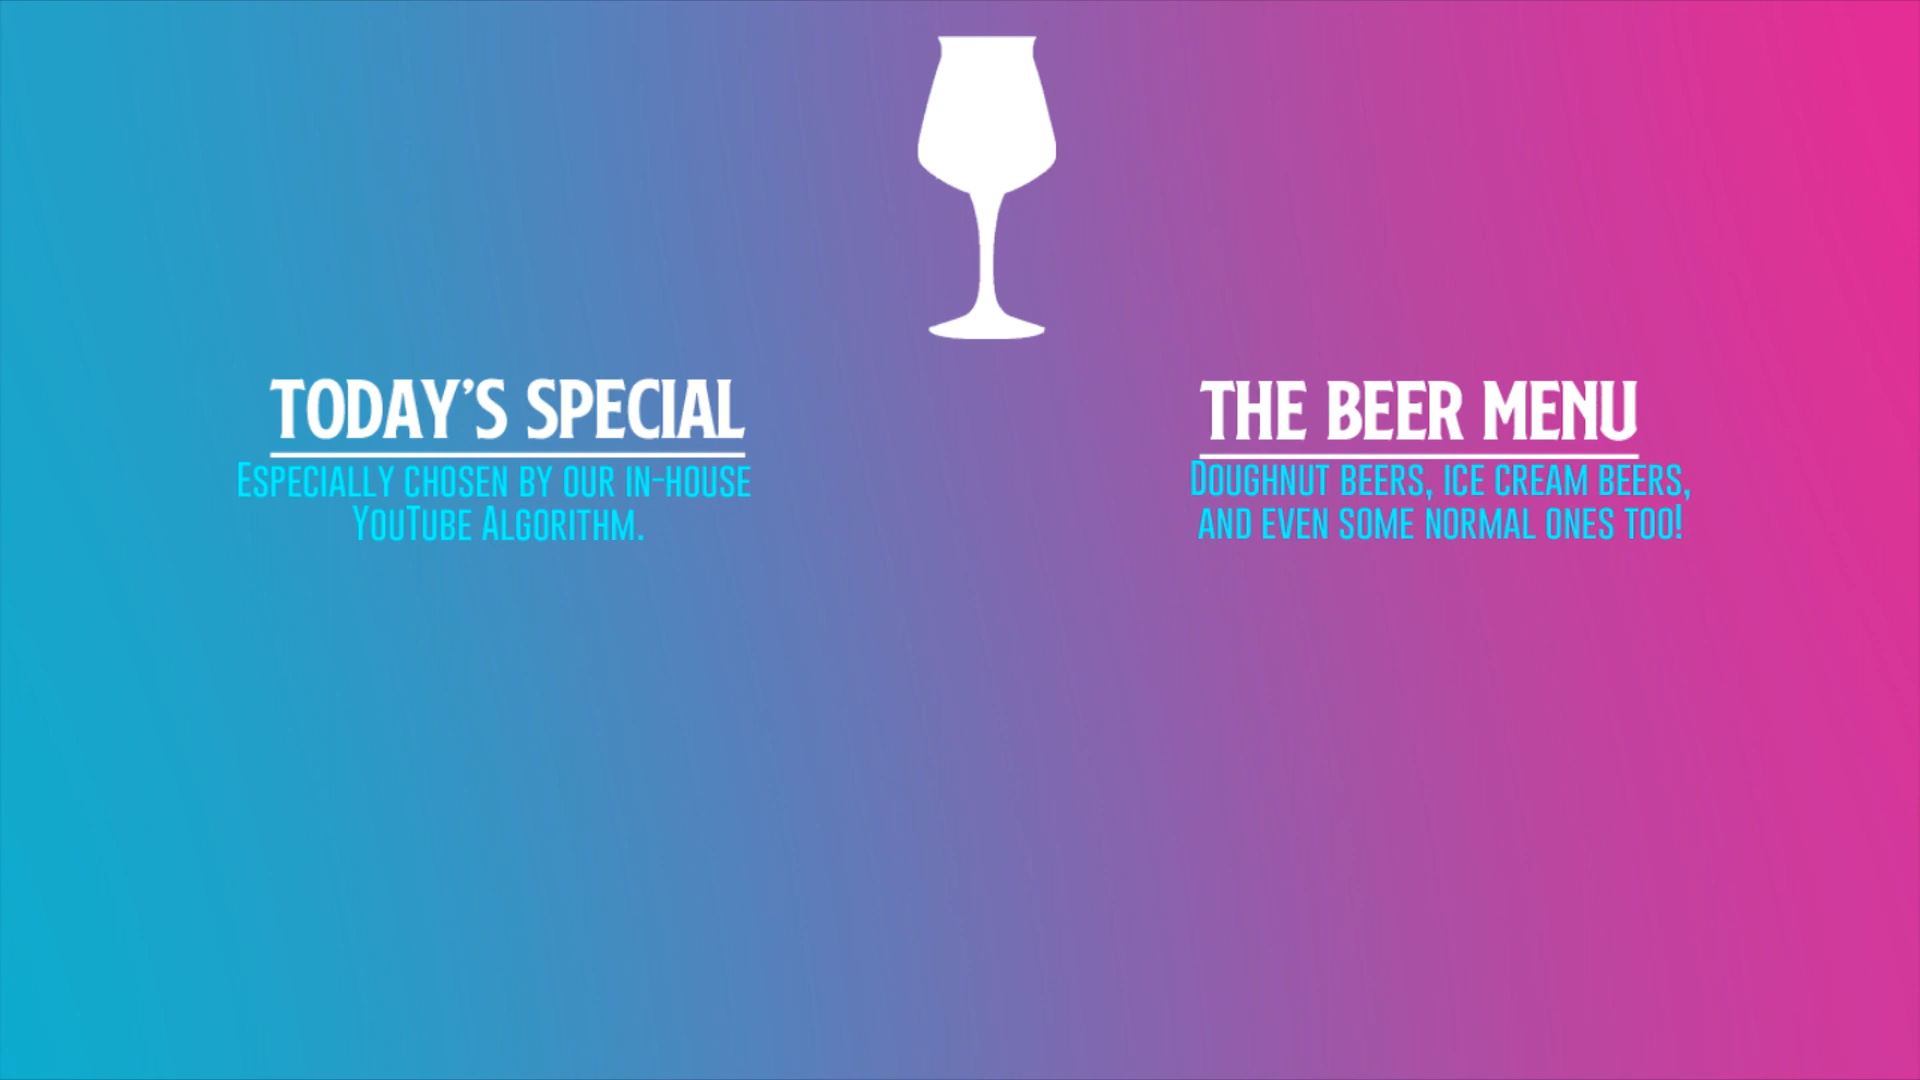 TODAY'S SPECIAL
Especially chosen by our in-house
YouTube Algorithm.
THE BEER MENU
Doughnut beers, ice cream beers,
and even some normal ones too!